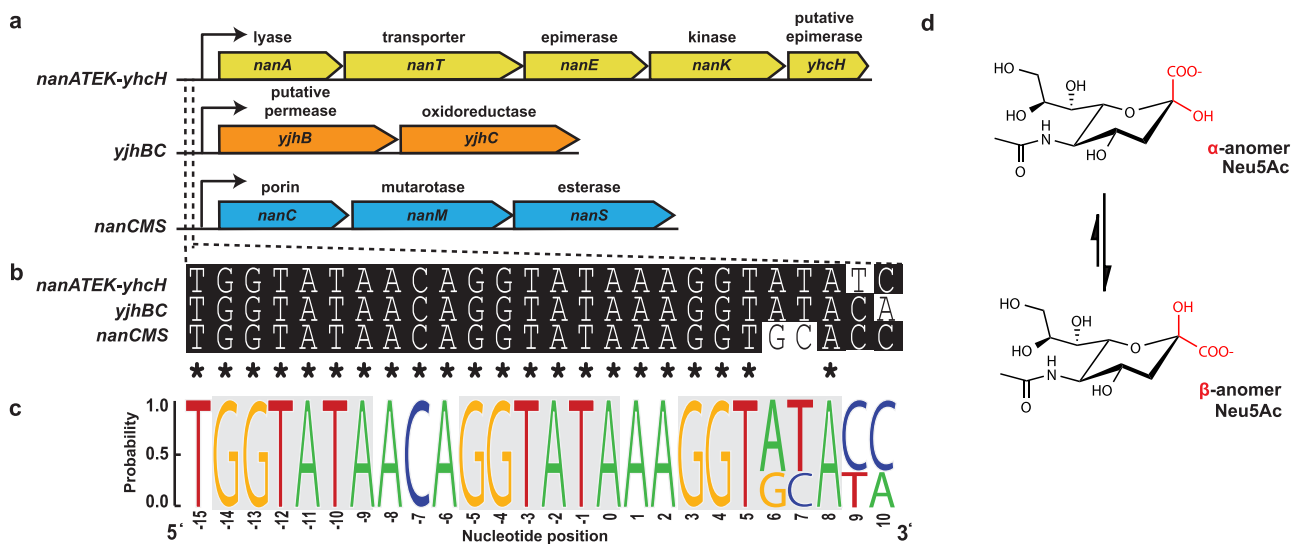 a
lyase transporter epimerase kinase putative epimerase
nanATEK-yhcH nanA nanT nanE nanK yhcH
putative permease oxidoreductase
yjhBC yjhB yjhC
porin mutarotase esterase
nanCMS nanC nanM nanS
b
nanATEK-yhcH TGGTATAACAGGTATAAAGGTATATC
yjhBC TGGTATAACAGGTATAAAGGTATACA
nanCMS TGGTATAACAGGTATAAAGGTGCACC
* * * * * * * * * * * * * * * * * * * * * *
c
Probability
1.0
0.5
0.0
TGGTATAACAGGTATAAAGGTATACC
GC TA
5‘ -15 -14 -13 -12 -11 -10 -9 -8 -7 -6 -5 -4 -3 -2 -1 0 1 2 3 4 5 6 7 8 9 10 3‘
Nucleotide position
d
COO-
HO OH
HO O
OH
H
N HO
O
α-anomer
Neu5Ac
OH
HO OH
HO O COO-
H
N HO
O
β-anomer
Neu5Ac